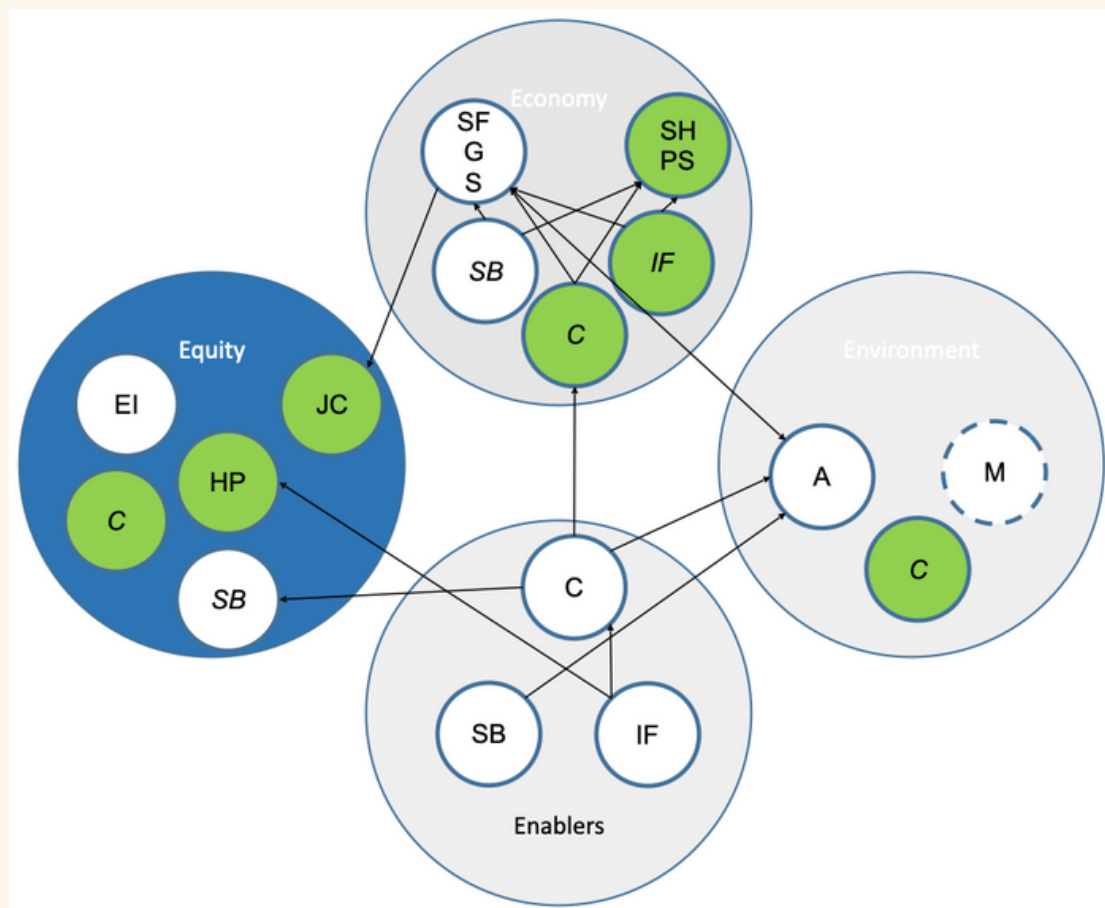 Economy
SF
G
S
SH
PS
SB
IF
C
Equity
EI
JC
HP
C
SB
Environment
A
M
C
C
SB
IF
Enablers